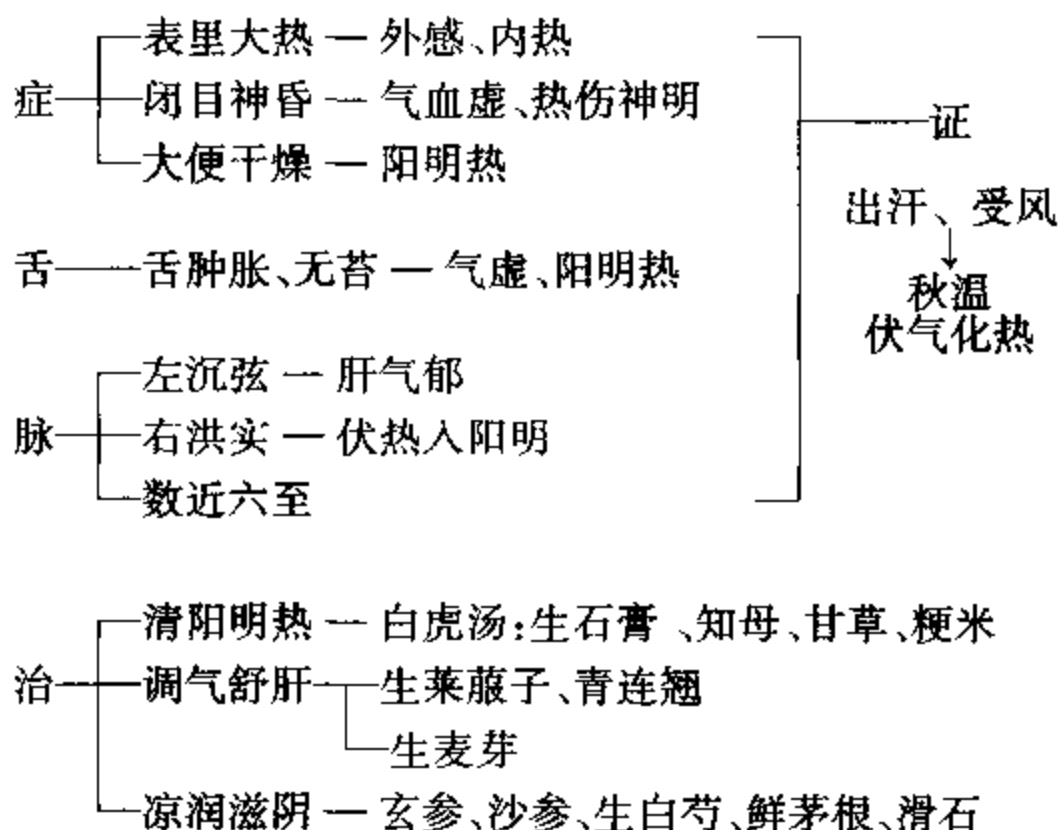 表里大热 — 外感、内热
症 闭目神昏 — 气血虚、热伤神明
大便干燥 — 阳明热
舌 舌肿胀、无苔 — 气虚、阳明热
左沉弦 — 肝气郁
脉 右洪实 — 伏热入阳明
数近六至
证
出汗、受风
↓
秋温
伏气化热
清阳明热 — 白虎汤:生石膏、知母、甘草、粳米
治 调气舒肝 生莱菔子、青连翘
生麦芽
凉润滋阴 — 玄参、沙参、生白芍、鲜茅根、滑石